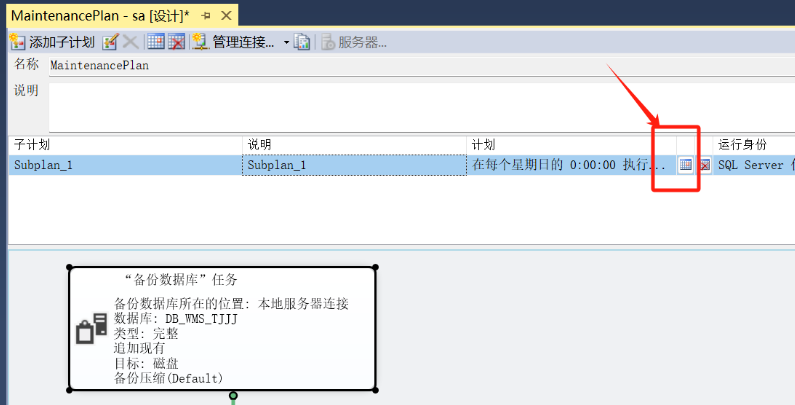 MaintenancePlan - sa [设计]*
添加子计划 管理连接... 服务器...
名称 MaintenancePlan
说明
子计划 说明 计划 运行身份
Subplan_1 Subplan_1 在每个星期日的 0:00:00 执行... SQL Server
“备份数据库”任务
备份数据库所在的位置: 本地服务器连接
数据库: DB_WMS_TJJJ
类型: 完整
追加现有
目标: 磁盘
备份压缩(Default)